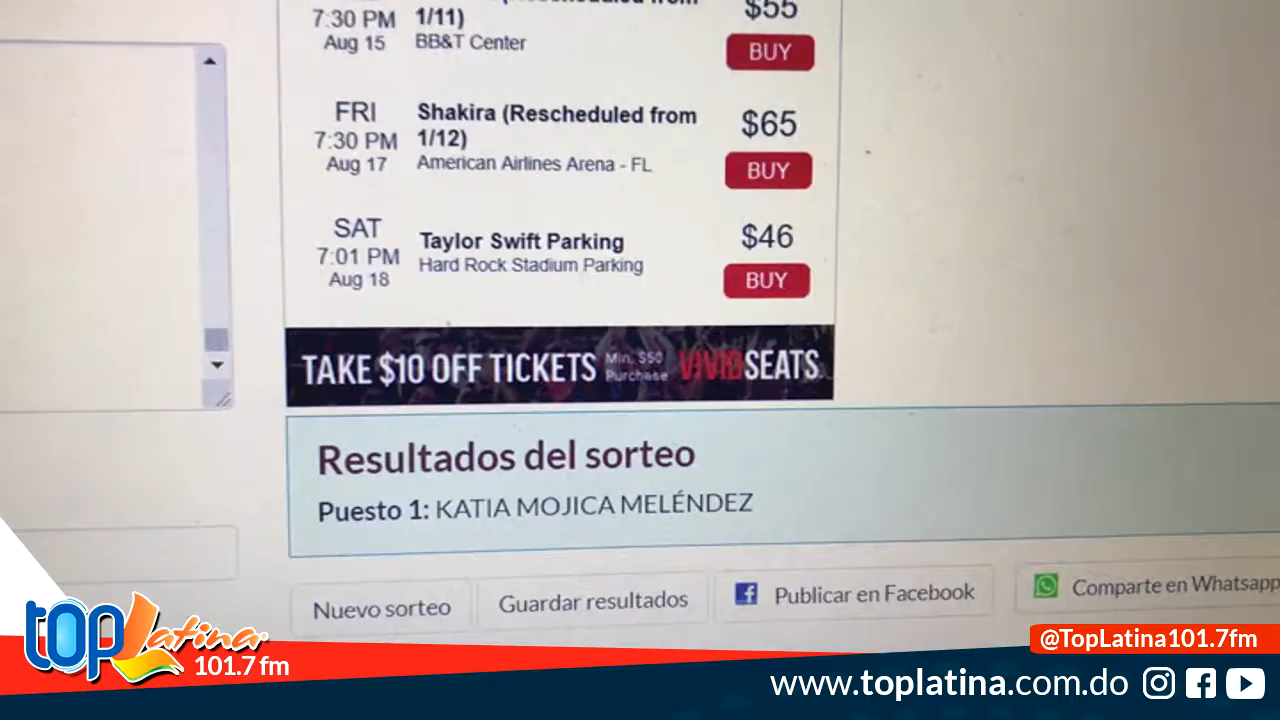 (Rescheduled from
7:30 PM 1/11) $55
Aug 15 BB&T Center BUY
FRI Shakira (Rescheduled from
7:30 PM 1/12) $65
Aug 17 American Airlines Arena - FL BUY
SAT Taylor Swift Parking $46
7:01 PM Hard Rock Stadium Parking
Aug 18 BUY
TAKE $10 OFF TICKETS Min. $50 Purchase VIVIDSEATS.
Resultados del sorteo
Puesto 1: KATIA MOJICA MELÉNDEZ
Nuevo sorteo Guardar resultados Publicar en Facebook Comparte en Whatsapp
top Latina
101.7 fm
@TopLatina101.7fm
www.toplatina.com.do